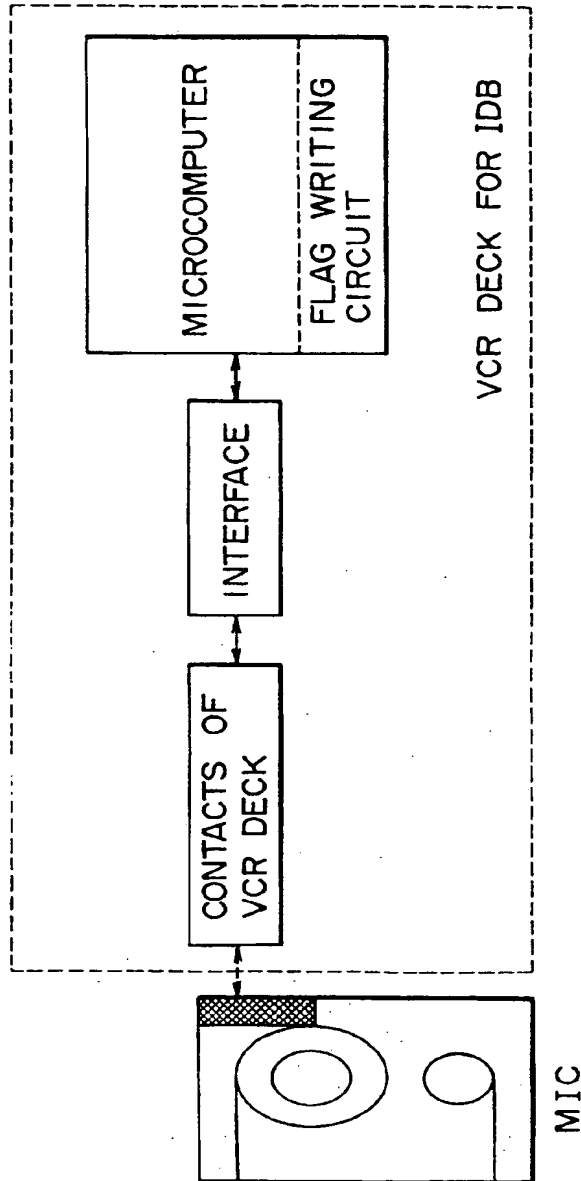 MIC
CONTACTS OF
VCR DECK
INTERFACE
MICROCOMPUTER
FLAG WRITING
CIRCUIT
VCR DECK FOR IDB